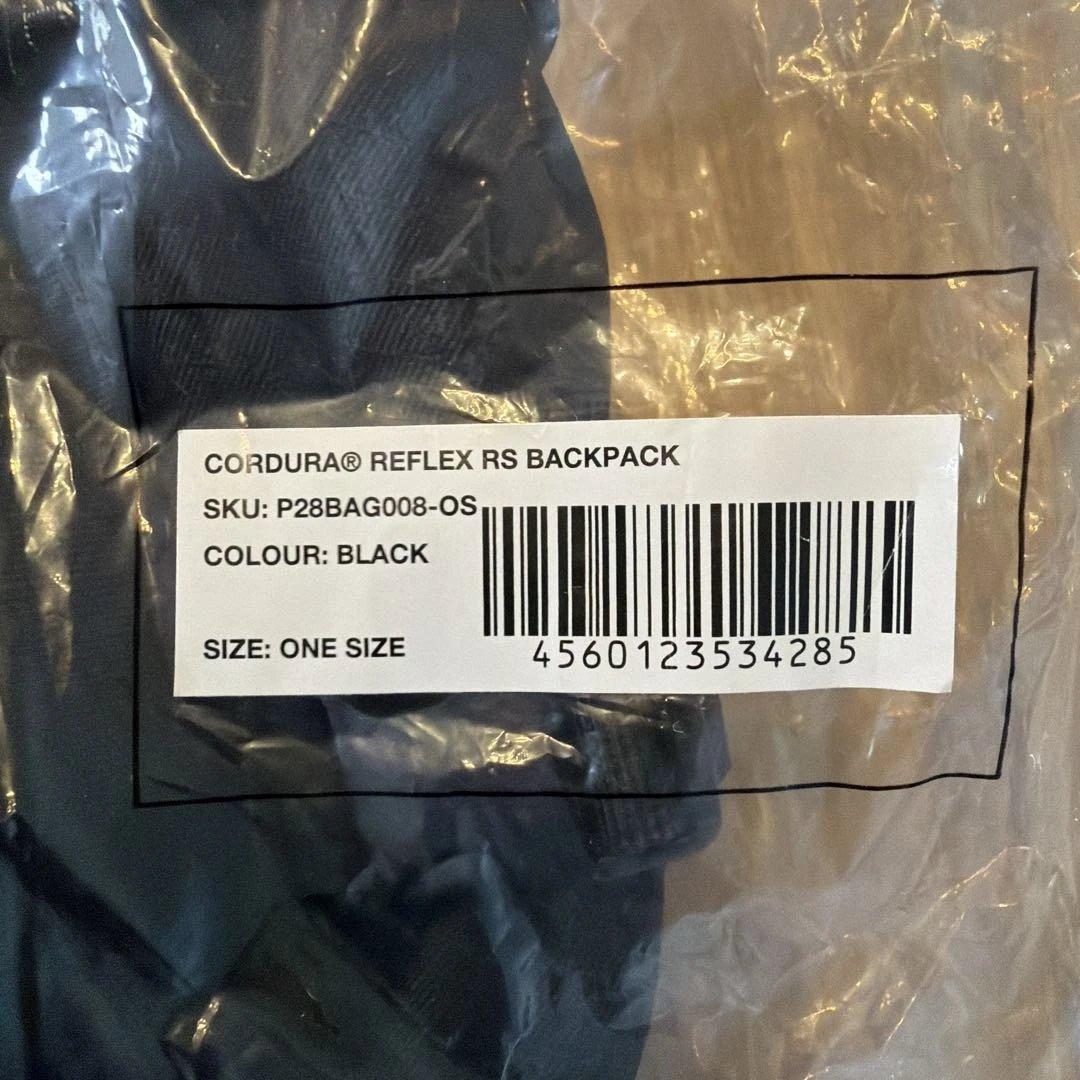 CORDURA® REFLEX RS BACKPACK
SKU: P28BAG008-OS
COLOUR: BLACK
SIZE: ONE SIZE
4560123534285